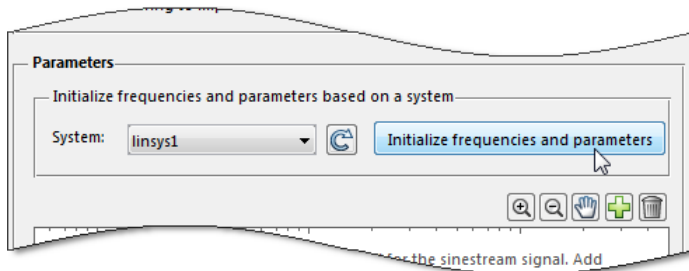 Parameters
Initialize frequencies and parameters based on a system
System:
linsys1
Initialize frequencies and parameters
for the sinestream signal. Add